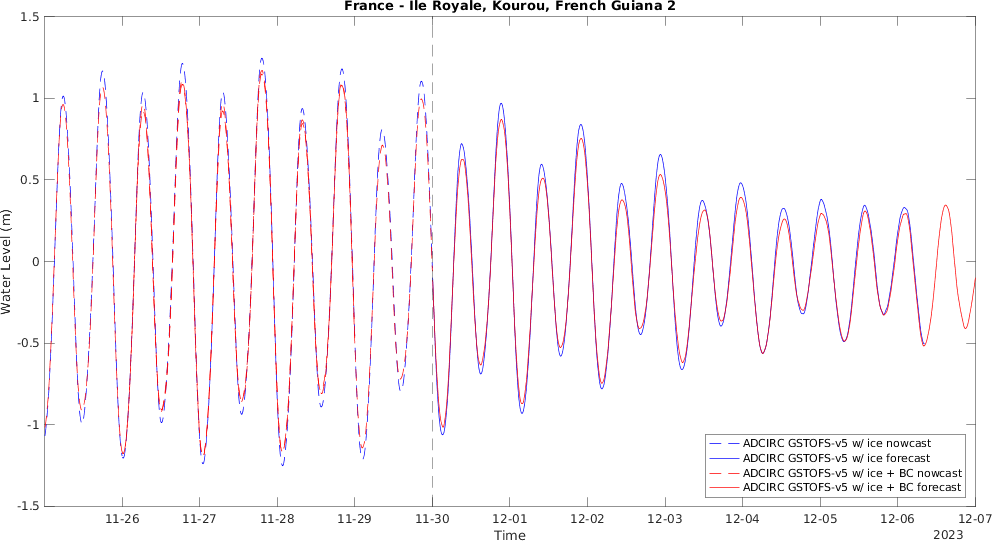 France - Ile Royale, Kourou, French Guiana 2
1.5
1
0.5
0
-0.5
-1
-1.5
Water Level (m)
ADCIRC GSTOFS-v5 w/ ice nowcast
ADCIRC GSTOFS-v5 w/ ice forecast
ADCIRC GSTOFS-v5 w/ ice + BC nowcast
ADCIRC GSTOFS-v5 w/ ice + BC forecast
11-26 11-27 11-28 11-29 11-30 12-01 12-02 12-03 12-04 12-05 12-06 12-07
Time
2023